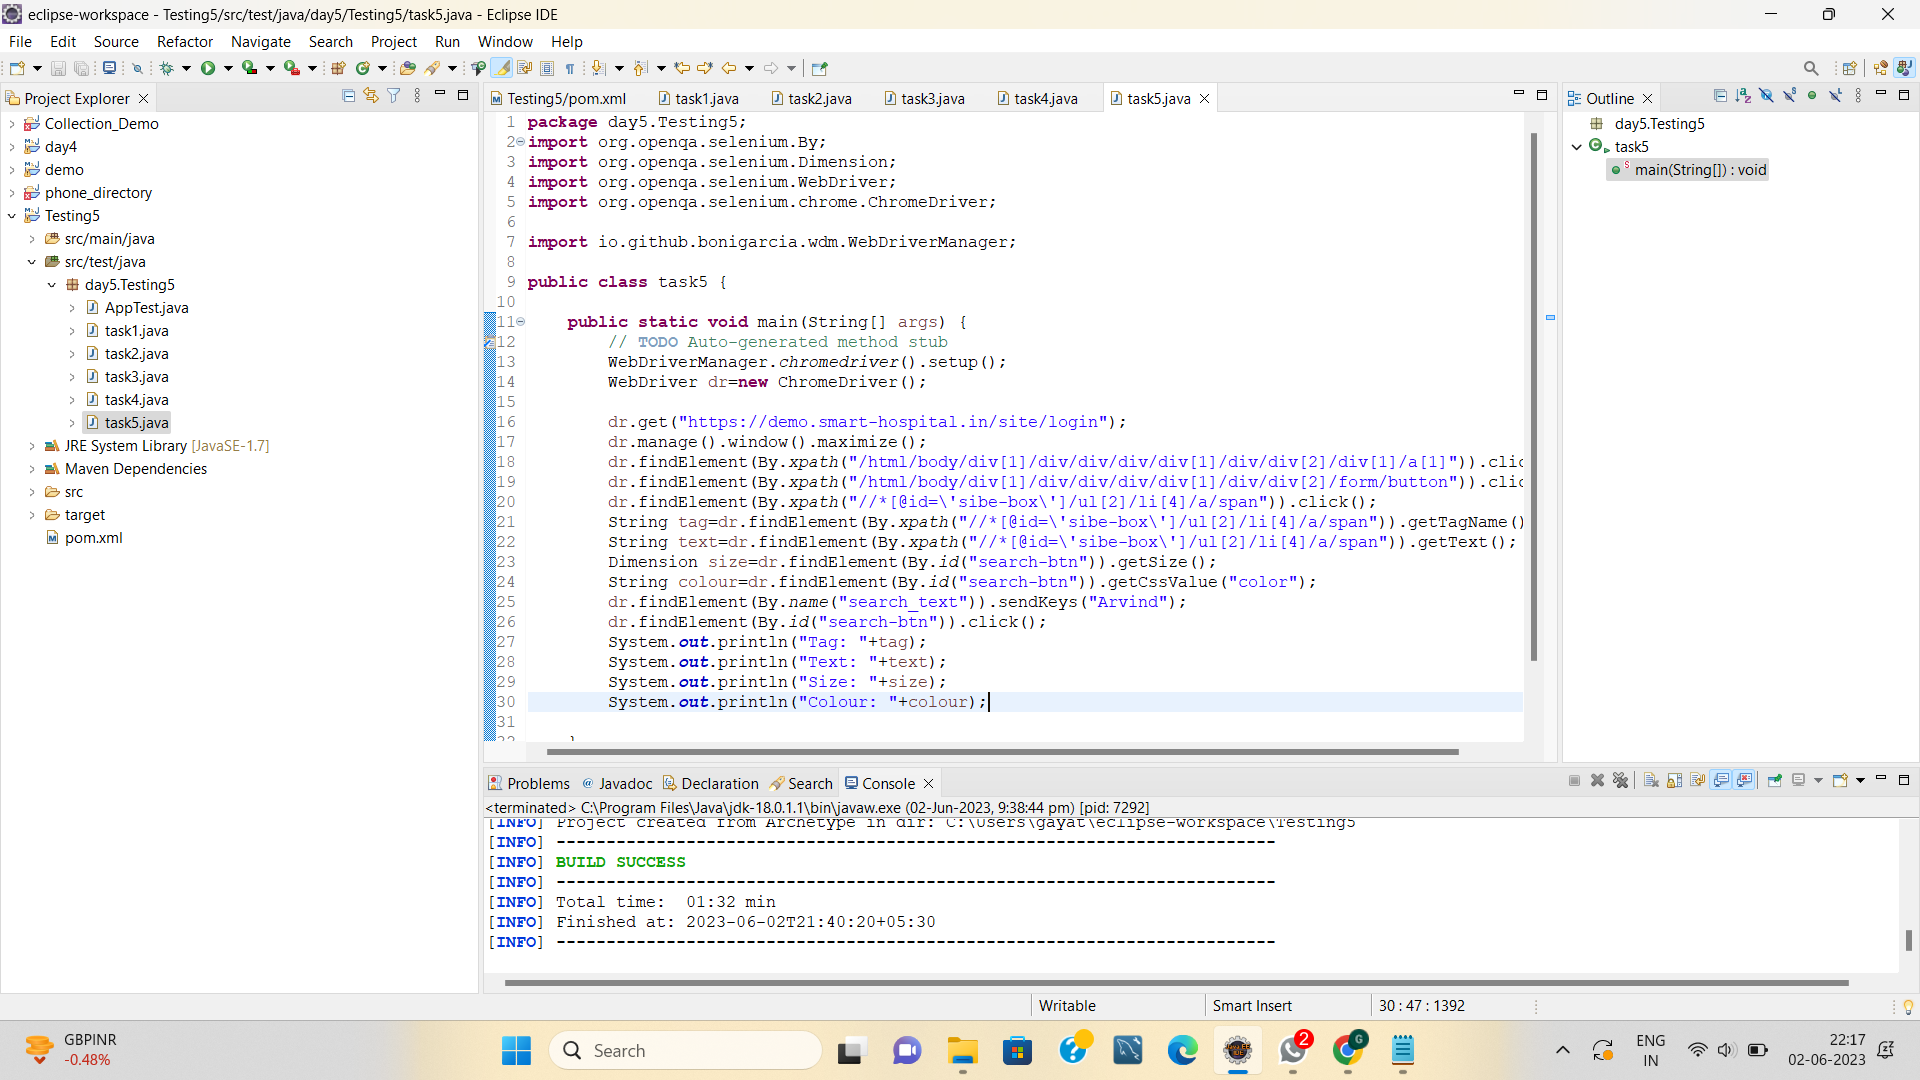 eclipse-workspace - Testing5/src/test/java/day5/Testing5/task5.java - Eclipse IDE
File Edit Source Refactor Navigate Search Project Run Window Help
Project Explorer
Collection_Demo
day4
demo
phone_directory
Testing5
src/main/java
src/test/java
day5.Testing5
AppTest.java
task1.java
task2.java
task3.java
task4.java
task5.java
JRE System Library [JavaSE-1.7]
Maven Dependencies
src
target
pom.xml
Testing5/pom.xml task1.java task2.java task3.java task4.java task5.java
1 package day5.Testing5;
2 import org.openqa.selenium.By;
3 import org.openqa.selenium.Dimension;
4 import org.openqa.selenium.WebDriver;
5 import org.openqa.selenium.chrome.ChromeDriver;
6
7 import io.github.bonigarcia.wdm.WebDriverManager;
8
9 public class task5 {
10
11 public static void main(String[] args) {
12 // TODO Auto-generated method stub
13 WebDriverManager.chromedriver().setup();
14 WebDriver dr=new ChromeDriver();
15
16 dr.get("https://demo.smart-hospital.in/site/login");
17 dr.manage().window().maximize();
18 dr.findElement(By.xpath("/html/body/div[1]/div/div/div/div[1]/div/div[2]/div[1]/a[1]")).clic
19 dr.findElement(By.xpath("/html/body/div[1]/div/div/div/div[1]/div/div[2]/form/button")).clic
20 dr.findElement(By.xpath("//*[@id=\'sibe-box\']/ul[2]/li[4]/a/span")).click();
21 String tag=dr.findElement(By.xpath("//*[@id=\'sibe-box\']/ul[2]/li[4]/a/span")).getTagName()
22 String text=dr.findElement(By.xpath("//*[@id=\'sibe-box\']/ul[2]/li[4]/a/span")).getText();
23 Dimension size=dr.findElement(By.id("search-btn")).getSize();
24 String colour=dr.findElement(By.id("search-btn")).getCssValue("color");
25 dr.findElement(By.name("search_text")).sendKeys("Arvind");
26 dr.findElement(By.id("search-btn")).click();
27 System.out.println("Tag: "+tag);
28 System.out.println("Text: "+text);
29 System.out.println("Size: "+size);
30 System.out.println("Colour: "+colour);
31
Outline
day5.Testing5
task5
main(String[]) : void
Problems @ Javadoc Declaration Search Console
<terminated> C:\Program Files\Java\jdk-18.0.1.1\bin\javaw.exe (02-Jun-2023, 9:38:44 pm) [pid: 7292]
[INFO] Project created from Archetype in dir: C:\Users\gayat\eclipse-workspace\Testing5
[INFO] ------------------------------------------------------------------------
[INFO] BUILD SUCCESS
[INFO] ------------------------------------------------------------------------
[INFO] Total time:  01:32 min
[INFO] Finished at: 2023-06-02T21:40:20+05:30
[INFO] ------------------------------------------------------------------------
Writable Smart Insert 30 : 47 : 1392
GBPINR
-0.48%
Search
2
G
ENG
IN
22:17
02-06-2023